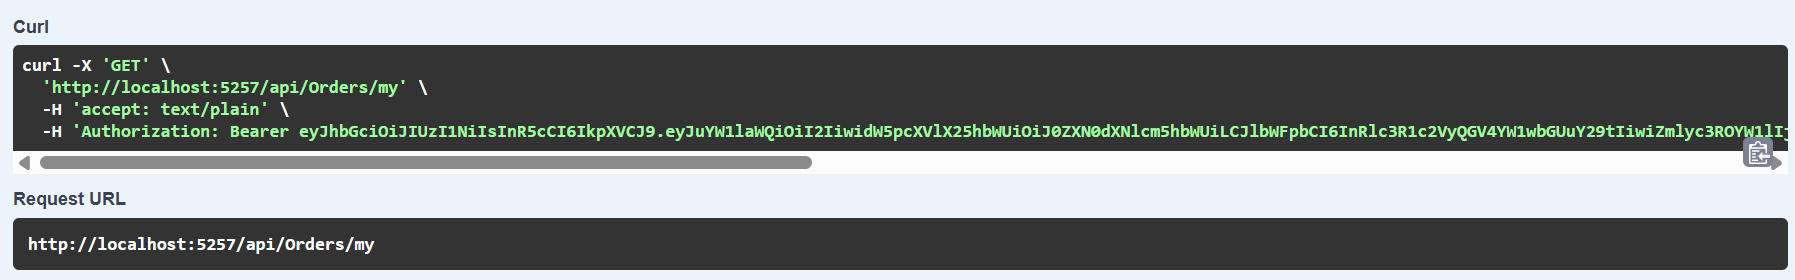 Curl
curl -X 'GET' \
'http://localhost:5257/api/Orders/my' \
-H 'accept: text/plain' \
-H 'Authorization: Bearer eyJhbGciOiJIUzI1NiIsInR5cCI6IkpXVCJ9.eyJuYW1laWQiOiI2IiwidW5pcXVlX25hbWUiOiJ0ZXN0dXNlcm5hbWUiLCJlbWFpbCI6InRlc3R1c2VyQGV4YW1wbGUuY29tIiwiZmlyc3ROYW1lIj
Request URL
http://localhost:5257/api/Orders/my